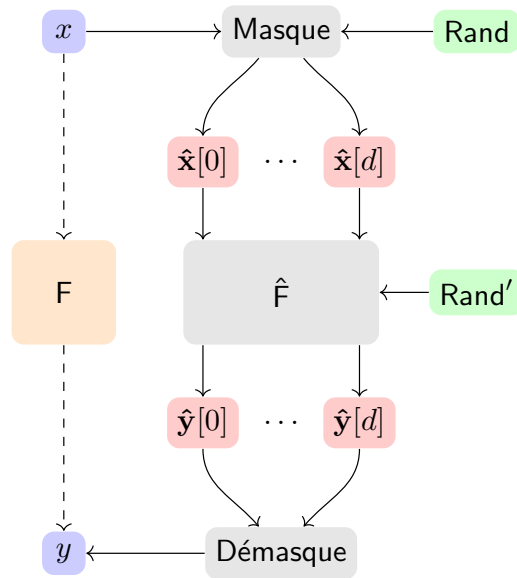 x Masque Rand
x̂[0] ··· x̂[d]
F F̂ Rand′
ŷ[0] ··· ŷ[d]
y Démasque